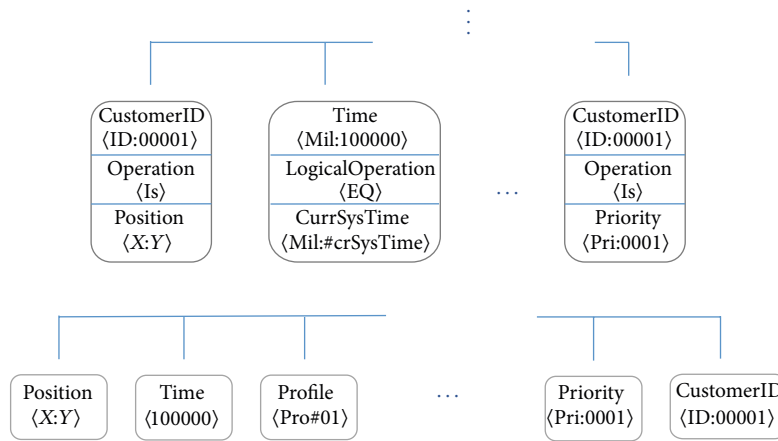 CustomerID
⟨ID:00001⟩
Operation
⟨Is⟩
Position
⟨X:Y⟩
Time
⟨Mil:100000⟩
LogicalOperation
⟨EQ⟩
CurrSysTime
⟨Mil:#crSysTime⟩
...
CustomerID
⟨ID:00001⟩
Operation
⟨Is⟩
Priority
⟨Pri:0001⟩
Position
⟨X:Y⟩
Time
⟨100000⟩
Profile
⟨Pro#01⟩
...
Priority
⟨Pri:0001⟩
CustomerID
⟨ID:00001⟩